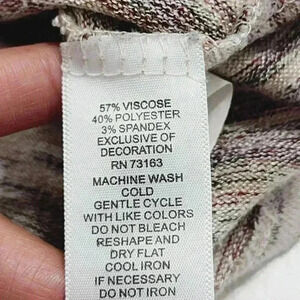 57% VISCOSE
40% POLYESTER
3% SPANDEX
EXCLUSIVE OF
DECORATION
RN 73163
MACHINE WASH
COLD
GENTLE CYCLE
WITH LIKE COLORS
DO NOT BLEACH
RESHAPE AND
DRY FLAT
COOL IRON
IF NECESSARY
DO NOT IRON